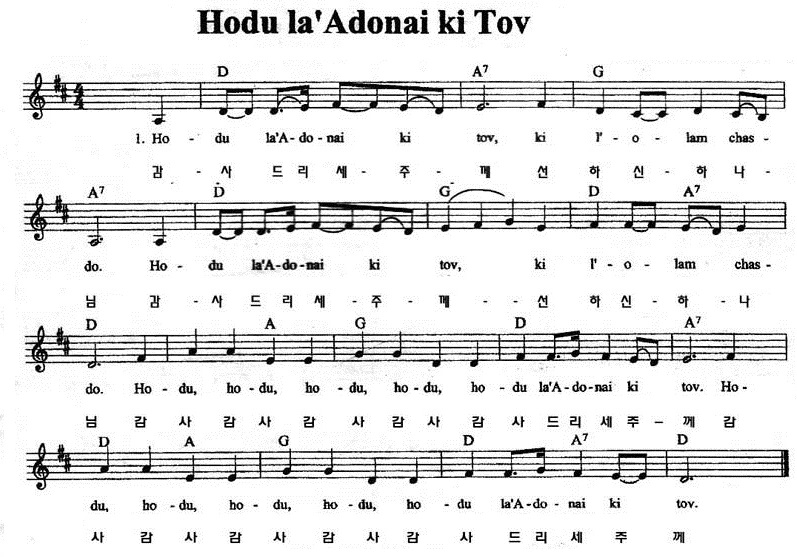 Hodu la'Adonai ki Tov
D A7 G
4 4
1. Ho - du la'A-do-nai ki tov, ki l' - o - lam chas-
감 - 사 드 리 세 - 주 - 께 선 하 신 - 하 나 -
A7 D G D A7
do. Ho - du la'A-do-nai ki tov, ki l' - o - lam chas-
님 감 - 사 드 리 세 - 주 - 께 - - 선 하 신 - 하 - 나
D A G D A7
do. Ho-du, ho-du, ho-du, ho-du, ho-du la'A-do-nai ki tov. Ho-
님 감 사 감 사 감 사 감 사 감 사 드 리 세 주 - 께 감
D A G D A7 D
du, ho-du, ho-du, ho-du, ho-du la'A-do-nai ki tov.
사 감 사 감 사 감 사 감 사 드 리 세 주 께